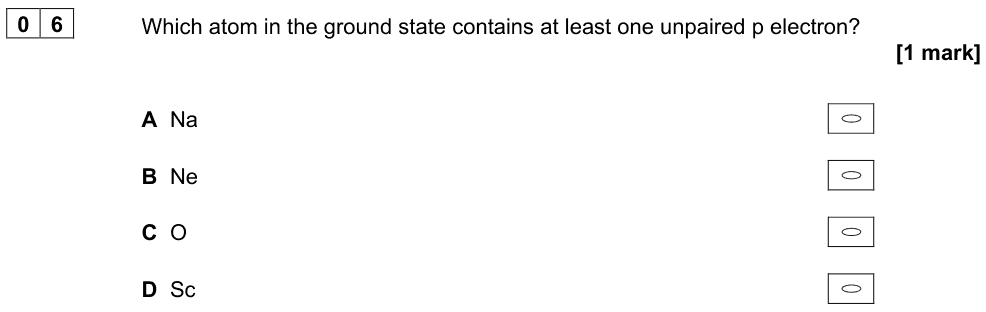 0 6 Which atom in the ground state contains at least one unpaired p electron?
[1 mark]
A Na
B Ne
C O
D Sc